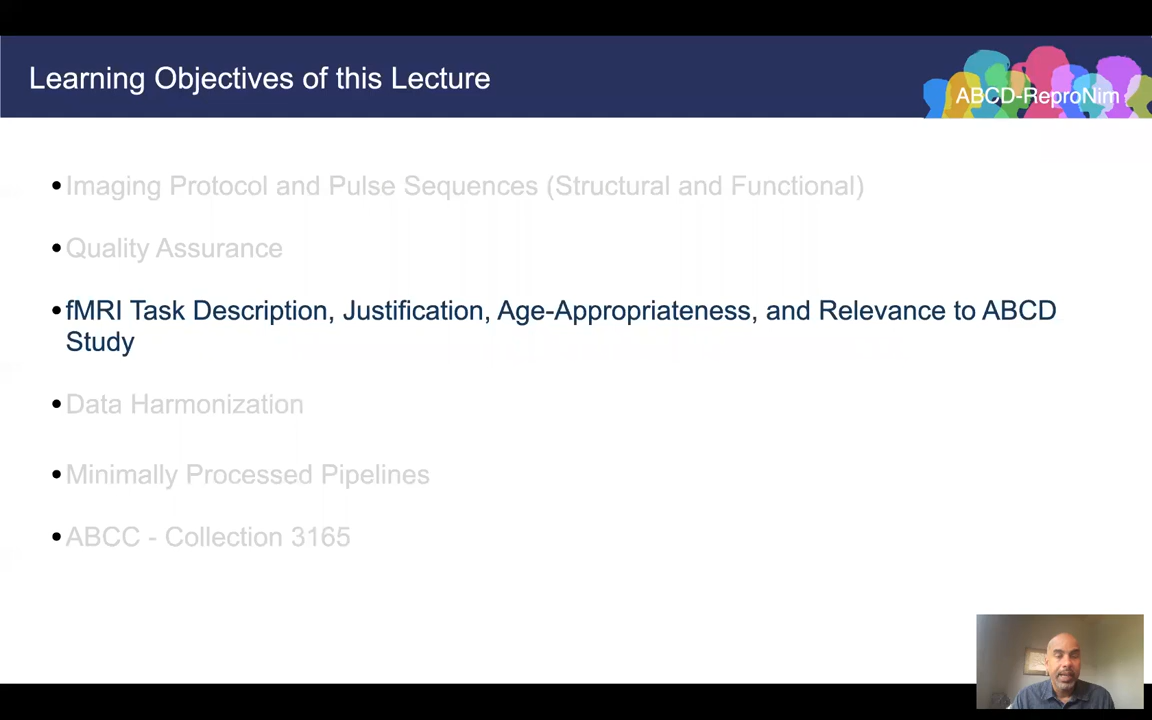 Learning Objectives of this Lecture
ABCD-ReproNim
•Imaging Protocol and Pulse Sequences (Structural and Functional)
•Quality Assurance
•fMRI Task Description, Justification, Age-Appropriateness, and Relevance to ABCD
Study
•Data Harmonization
•Minimally Processed Pipelines
•ABCC - Collection 3165